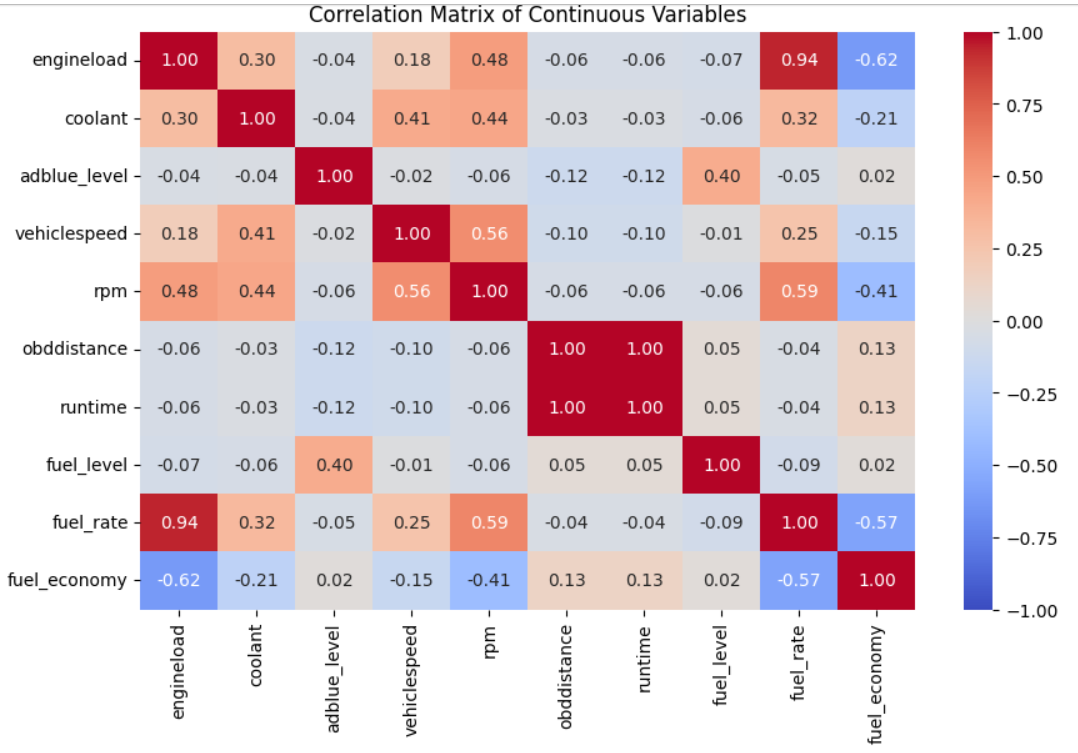 Correlation Matrix of Continuous Variables
engineload 1.00 0.30 -0.04 0.18 0.48 -0.06 -0.06 -0.07 0.94 -0.62
coolant 0.30 1.00 -0.04 0.41 0.44 -0.03 -0.03 -0.06 0.32 -0.21
adblue_level -0.04 -0.04 1.00 -0.02 -0.06 -0.12 -0.12 0.40 -0.05 0.02
vehiclespeed 0.18 0.41 -0.02 1.00 0.56 -0.10 -0.10 -0.01 0.25 -0.15
rpm 0.48 0.44 -0.06 0.56 1.00 -0.06 -0.06 -0.06 0.59 -0.41
obddistance -0.06 -0.03 -0.12 -0.10 -0.06 1.00 1.00 0.05 -0.04 0.13
runtime -0.06 -0.03 -0.12 -0.10 -0.06 1.00 1.00 0.05 -0.04 0.13
fuel_level -0.07 -0.06 0.40 -0.01 -0.06 0.05 0.05 1.00 -0.09 0.02
fuel_rate 0.94 0.32 -0.05 0.25 0.59 -0.04 -0.04 -0.09 1.00 -0.57
fuel_economy -0.62 -0.21 0.02 -0.15 -0.41 0.13 0.13 0.02 -0.57 1.00
engineload
coolant
adblue_level
vehiclespeed
rpm
obddistance
runtime
fuel_level
fuel_rate
fuel_economy
1.00
0.75
0.50
0.25
0.00
−0.25
−0.50
−0.75
−1.00